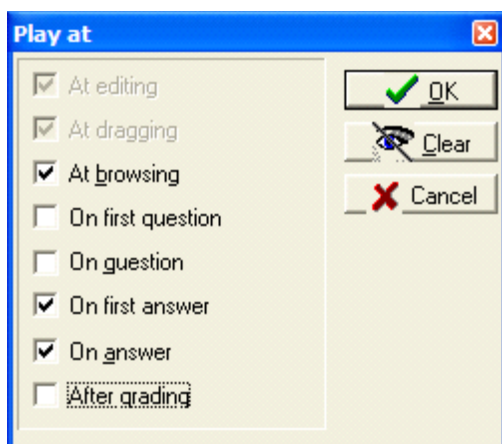 Play at
At editing
At dragging
At browsing
On first question
On question
On first answer
On answer
After grading
OK
Clear
Cancel